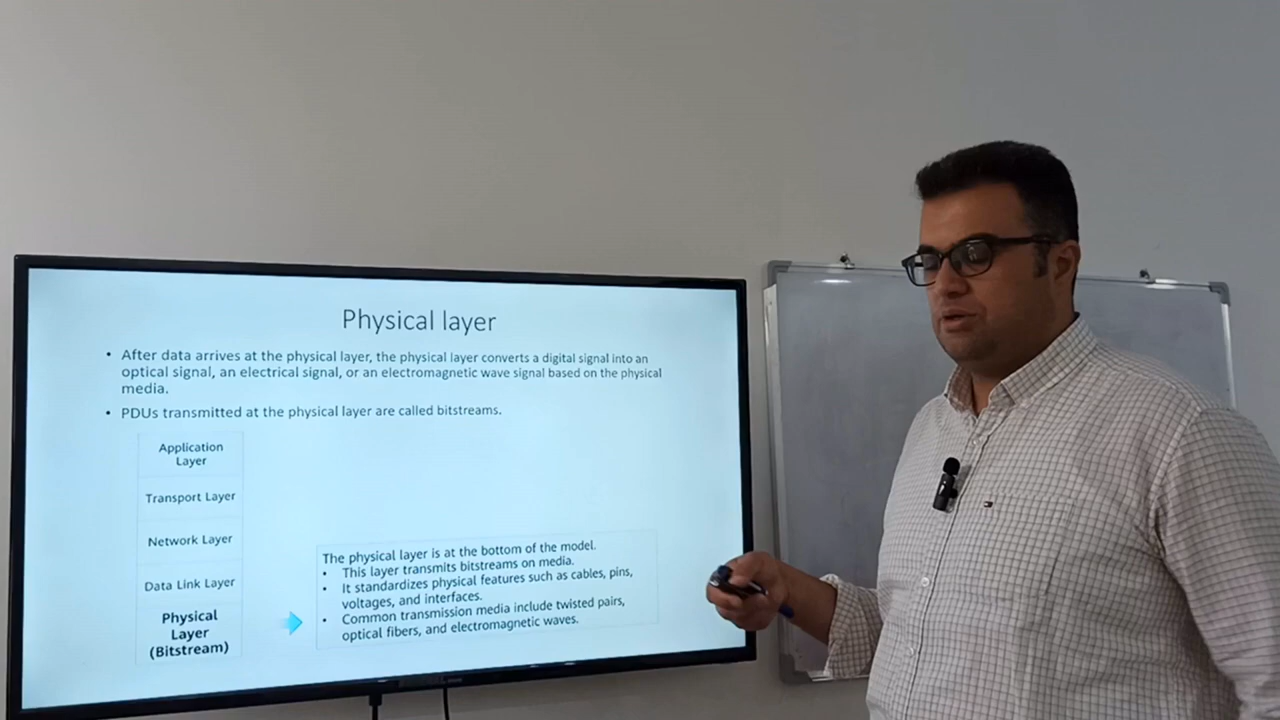 Physical layer
• After data arrives at the physical layer, the physical layer converts a digital signal into an
optical signal, an electrical signal, or an electromagnetic wave signal based on the physical
media.
• PDUs transmitted at the physical layer are called bitstreams.
Application
Layer
Transport Layer
Network Layer
Data Link Layer
Physical
Layer
(Bitstream)
The physical layer is at the bottom of the model.
• This layer transmits bitstreams on media.
• It standardizes physical features such as cables, pins,
voltages, and interfaces.
• Common transmission media include twisted pairs,
optical fibers, and electromagnetic waves.